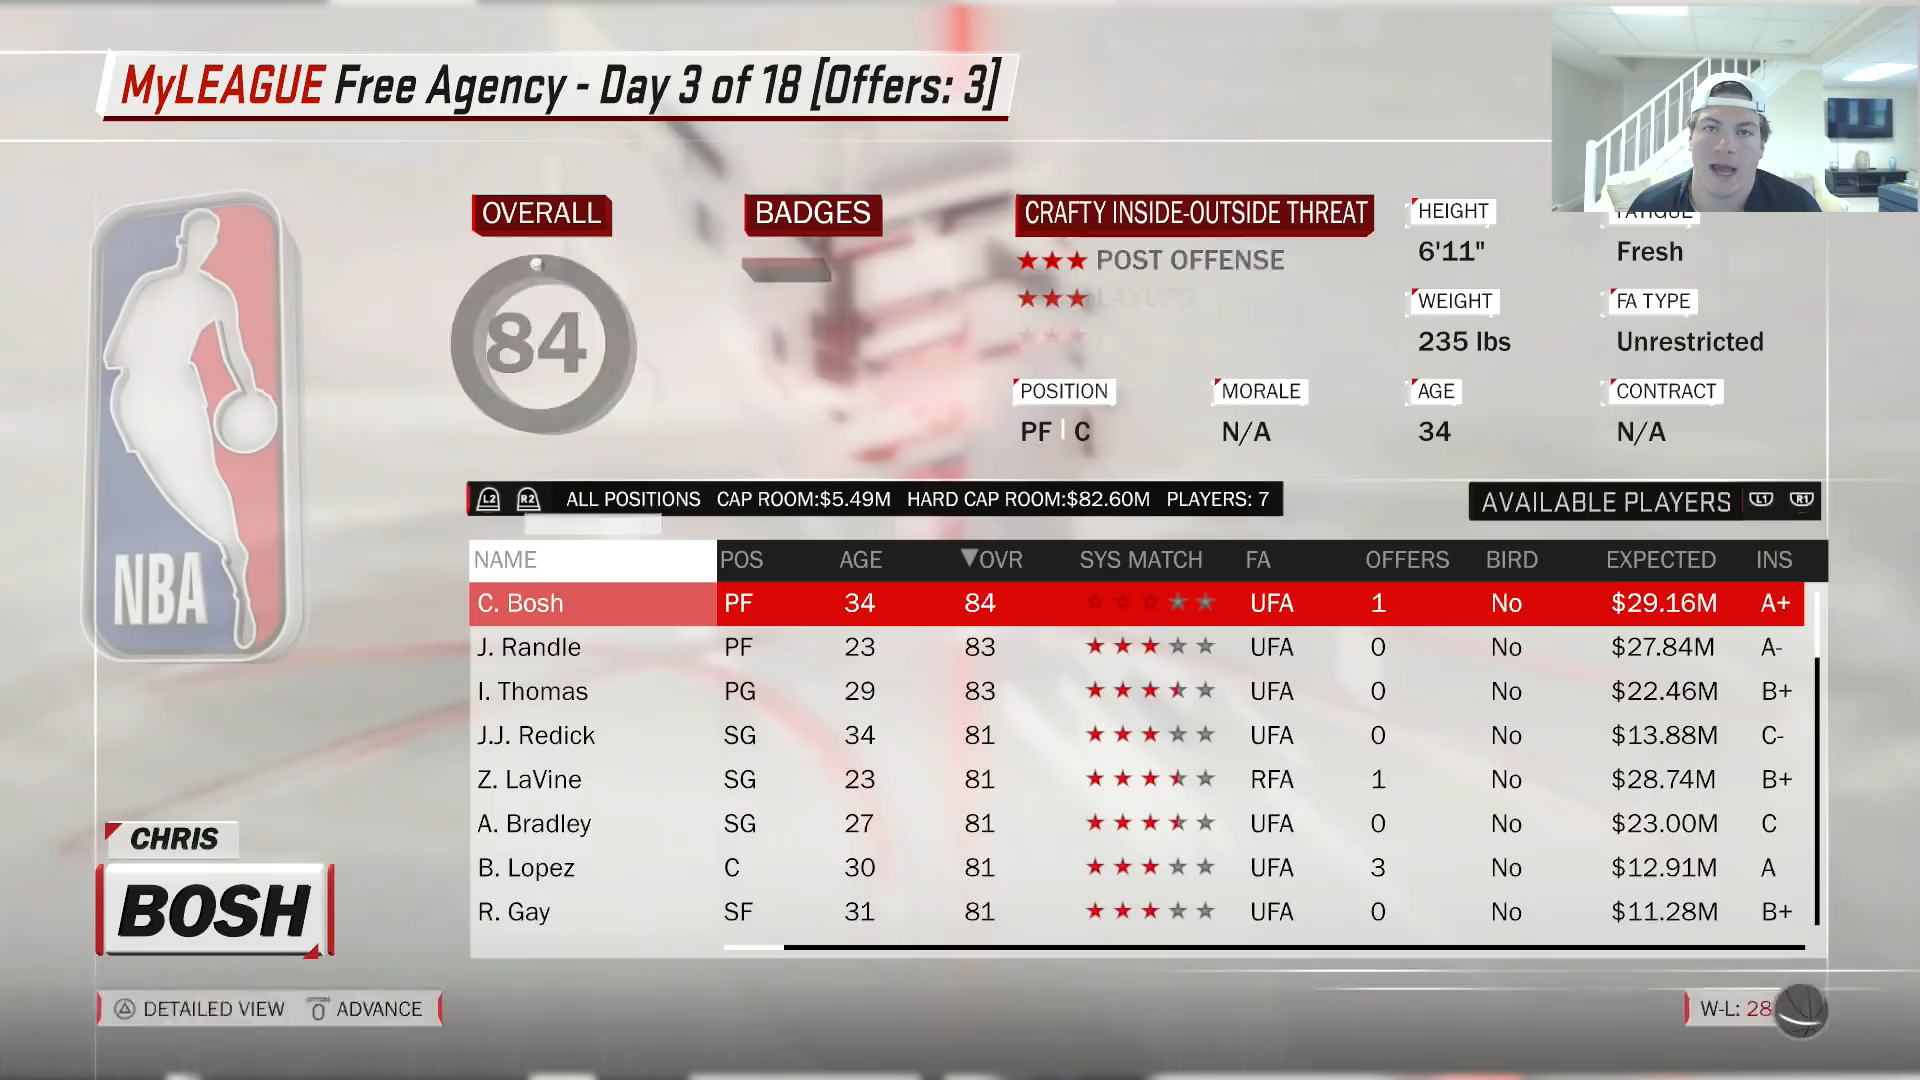 MyLEAGUE Free Agency - Day 3 of 18 [Offers: 3]
OVERALL
84
BADGES
CRAFTY INSIDE-OUTSIDE THREAT
★★★ POST OFFENSE
★★★ LAYUPS
POSITION
PF | C
MORALE
N/A
HEIGHT
6'11"
WEIGHT
235 lbs
AGE
34
FATIGUE
Fresh
FA TYPE
Unrestricted
CONTRACT
N/A
NBA
CHRIS
BOSH
L2 R2 ALL POSITIONS CAP ROOM:$5.49M HARD CAP ROOM:$82.60M PLAYERS: 7
AVAILABLE PLAYERS L1 R1
NAME POS AGE ▼OVR SYS MATCH FA OFFERS BIRD EXPECTED INS
C. Bosh PF 34 84 UFA 1 No $29.16M A+
J. Randle PF 23 83 UFA 0 No $27.84M A-
I. Thomas PG 29 83 UFA 0 No $22.46M B+
J.J. Redick SG 34 81 UFA 0 No $13.88M C-
Z. LaVine SG 23 81 RFA 1 No $28.74M B+
A. Bradley SG 27 81 UFA 0 No $23.00M C
B. Lopez C 30 81 UFA 3 No $12.91M A
R. Gay SF 31 81 UFA 0 No $11.28M B+
DETAILED VIEW ADVANCE
W-L: 28